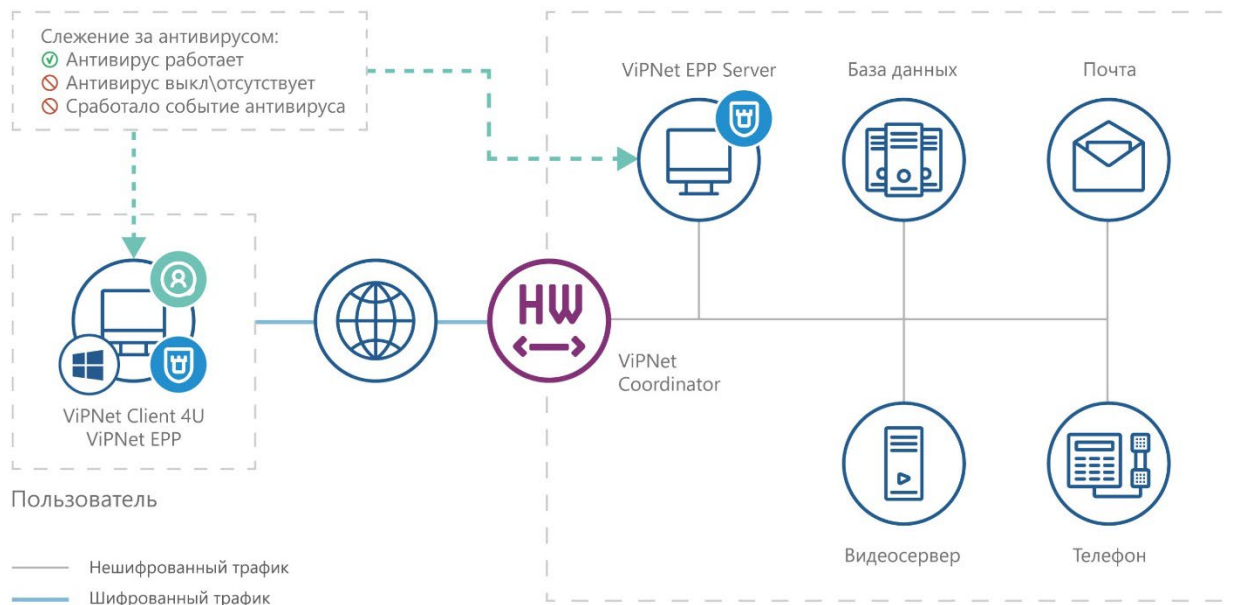 Слежение за антивирусом:
Антивирус работает
Антивирус выкл\отсутствует
Сработало событие антивируса
ViPNet EPP Server
База данных
Почта
HW
ViPNet
Coordinator
ViPNet Client 4U
ViPNet EPP
Пользователь
Видеосервер
Телефон
Нешифрованный трафик
Шифрованный трафик